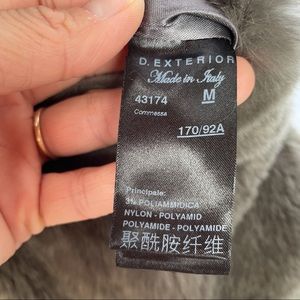 D. EXTERIOR
Made in Italy
43174 M
Commessa
170/92A
Principale:
3% POLIAMMIDICA
NYLON - POLYAMID
POLYAMIDE - POLYAMIDE
聚酰胺纤维